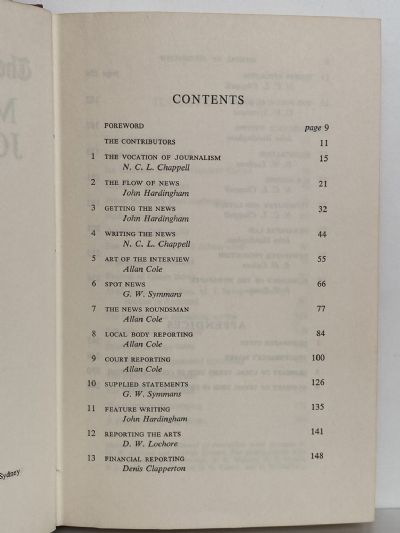 CONTENTS
FOREWORD page 9
THE CONTRIBUTORS 11
1 THE VOCATION OF JOURNALISM 15
N. C. L. Chappell
2 THE FLOW OF NEWS 21
John Hardingham
3 GETTING THE NEWS 32
John Hardingham
4 WRITING THE NEWS 44
N. C. L. Chappell
5 ART OF THE INTERVIEW 55
Allan Cole
6 SPOT NEWS 66
G. W. Symmans
7 THE NEWS ROUNDSMAN 77
Allan Cole
8 LOCAL BODY REPORTING 84
Allan Cole
9 COURT REPORTING 100
Allan Cole
10 SUPPLIED STATEMENTS 126
G. W. Symmans
11 FEATURE WRITING 135
John Hardingham
12 REPORTING THE ARTS 141
D. W. Lochore
13 FINANCIAL REPORTING 148
Denis Clapperton
Sydney